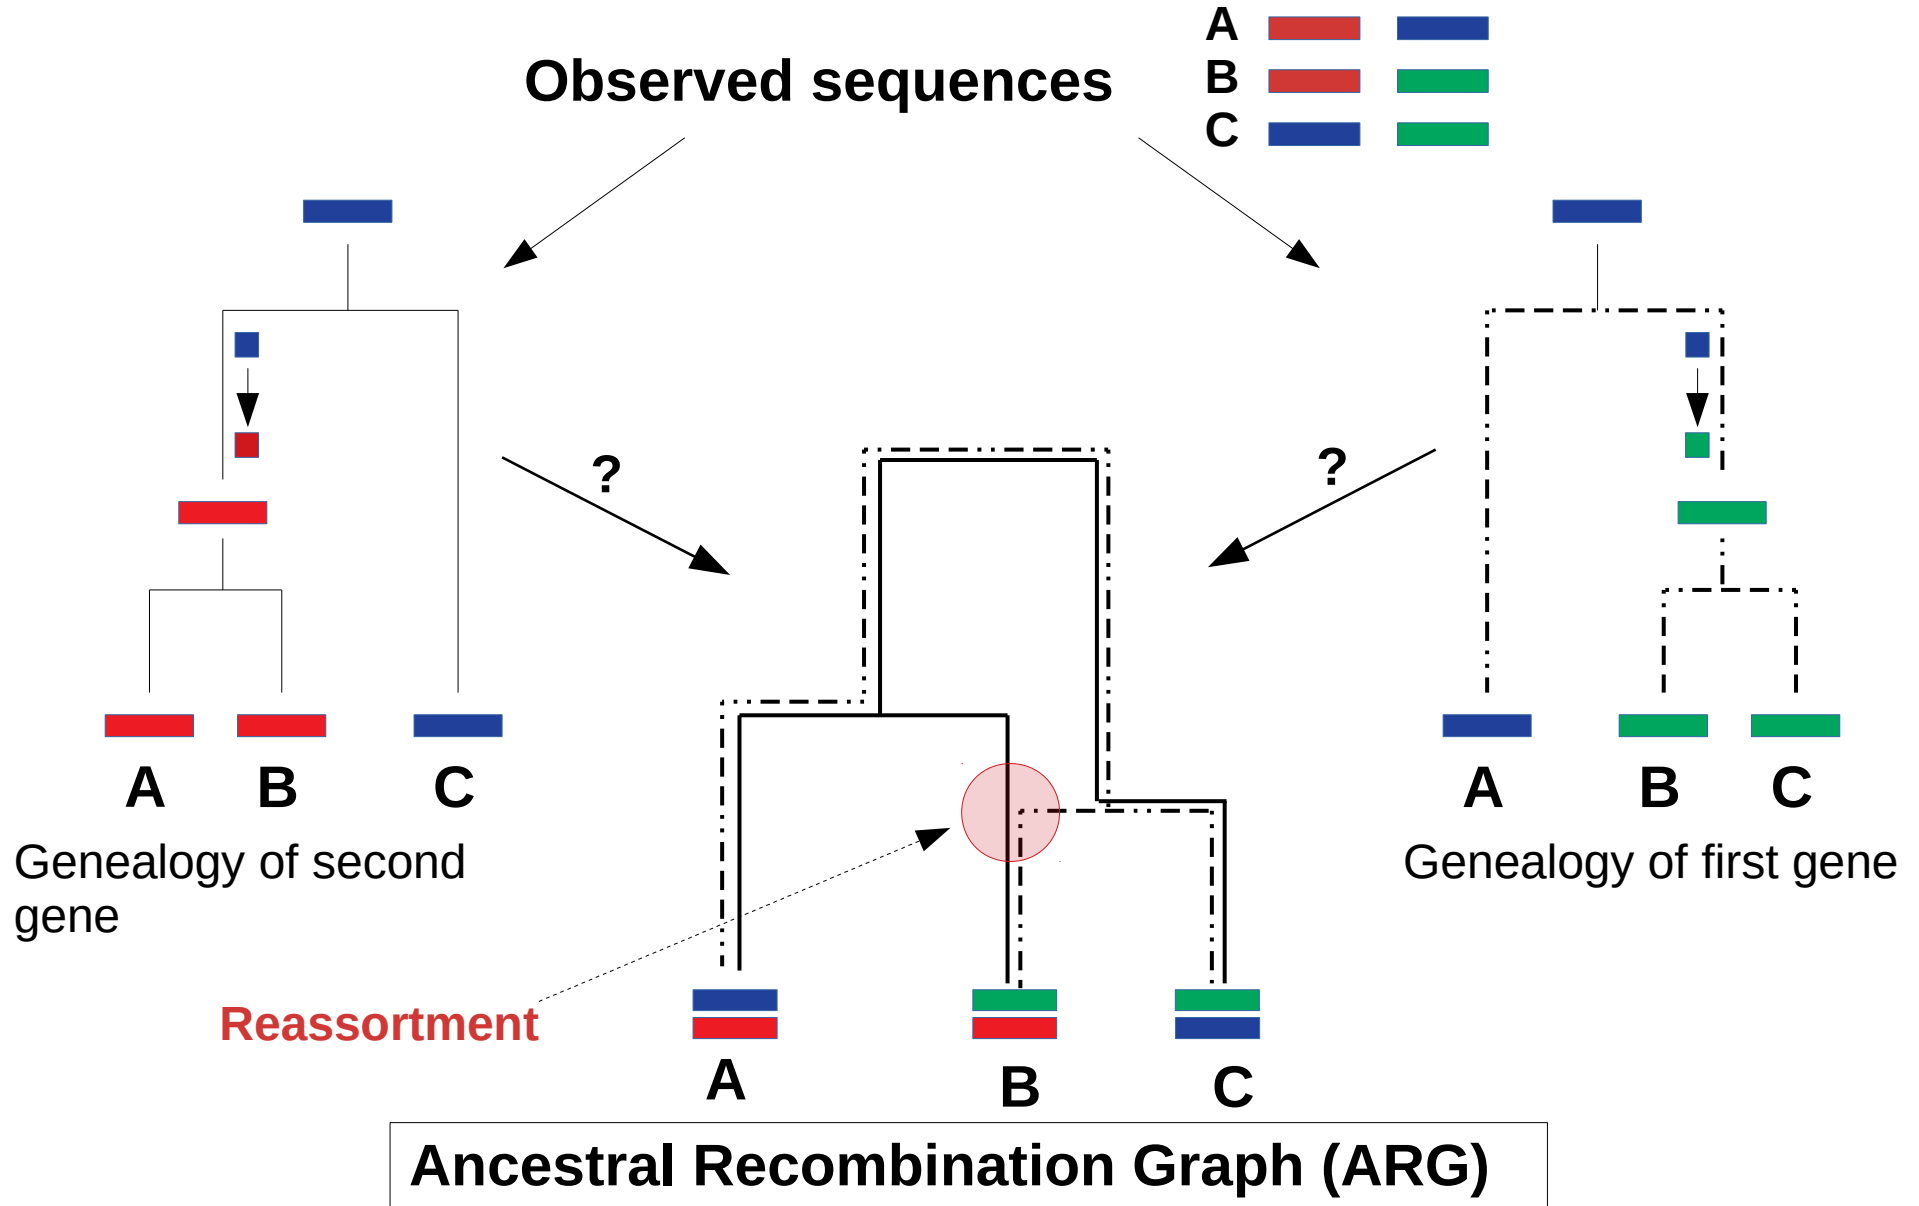 A
Observed sequences
B
C
?
?
A
B
C
A
B
C
Genealogy of second
gene
Genealogy of first gene
Reassortment
A
B
C
Ancestral Recombination Graph (ARG)